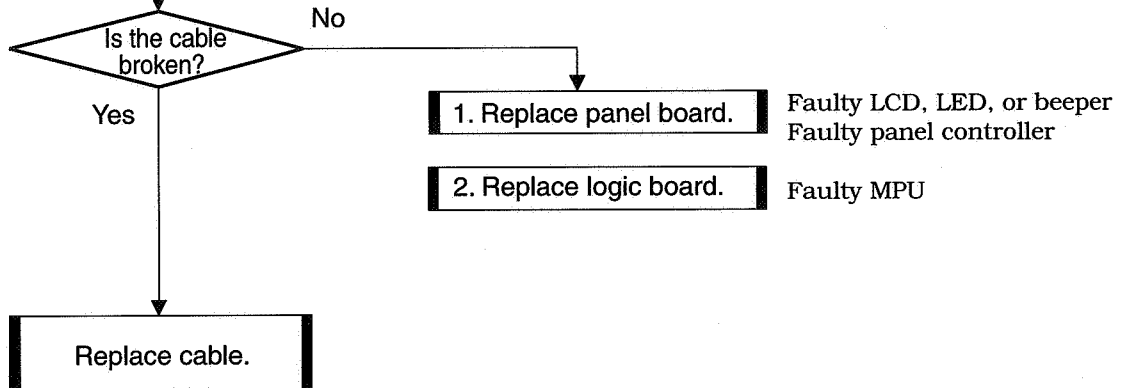 Is the cable
broken?
No
Yes
1. Replace panel board.
Faulty LCD, LED, or beeper
Faulty panel controller
2. Replace logic board.
Faulty MPU
Replace cable.